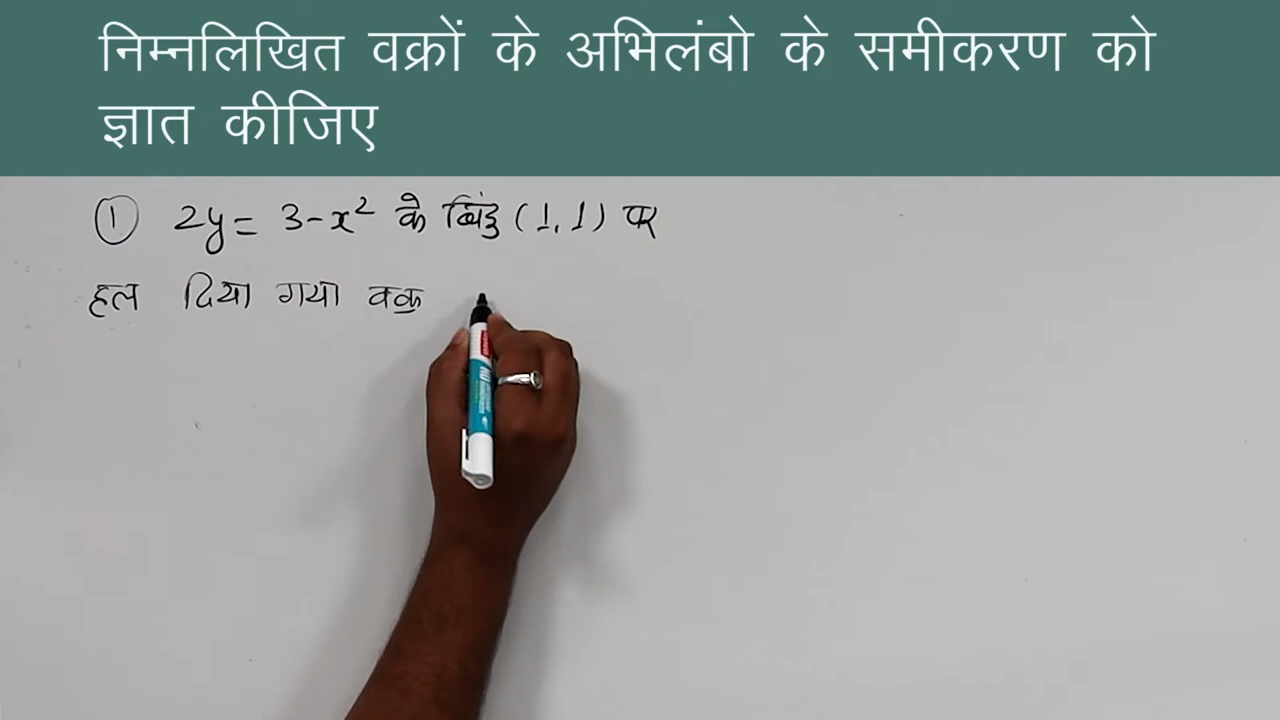 निम्नलिखित वक्रों के अभिलंबो के समीकरण को
ज्ञात कीजिए
① 2y = 3-x² के बिंदु (1,1) पर
हल दिया गया वक्र